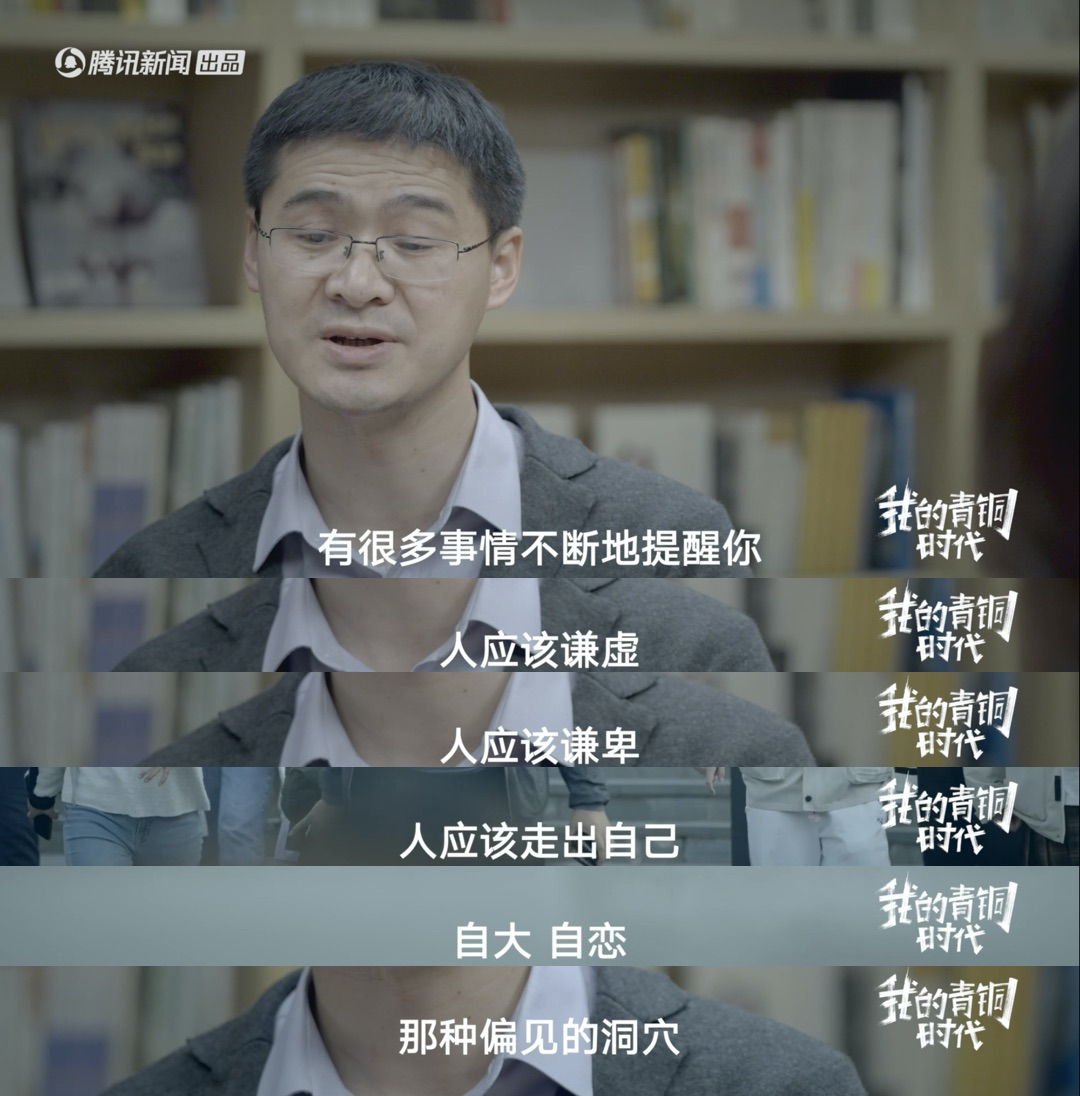 腾讯新闻 出品
有很多事情不断地提醒你
我的青铜
时代
人应该谦虚
我的青铜
时代
人应该谦卑
我的青铜
时代
人应该走出自己
我的青铜
时代
自大 自恋
我的青铜
时代
那种偏见的洞穴
我的青铜
时代